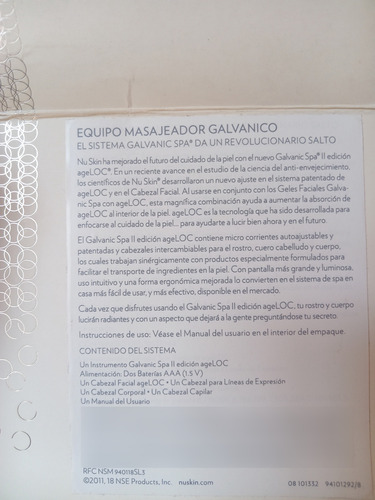 EQUIPO MASAJEADOR GALVANICO
EL SISTEMA GALVANIC SPA® DA UN REVOLUCIONARIO SALTO
Nu Skin ha mejorado el futuro del cuidado de la piel con el nuevo Galvanic Spa® II edición
ageLOC®. En un reciente avance en el estudio de la ciencia del anti-envejecimiento,
los científicos de Nu Skin® desarrollaron un nuevo ajuste en el sistema patentado de
ageLOC y en el Cabezal Facial. Al usarse en conjunto con los Geles Faciales Galva-
nic Spa con ageLOC, esta magnífica combinación ayuda a aumentar la absorción de
ageLOC al interior de la piel. ageLOC es la tecnología que ha sido desarrollada para
enfocarse al cuidado de la piel... para ayudarte a lucir bien ahora y en el futuro.
El Galvanic Spa II edición ageLOC contiene micro corrientes autoajustables y
patentadas y cabezales intercambiables para el rostro, cuero cabelludo y cuerpo,
los cuales trabajan sinérgicamente con productos especialmente formulados para
facilitar el transporte de ingredientes en la piel. Con pantalla más grande y luminosa,
uso intuitivo y una forma ergonómica mejorada lo convierten en el sistema de spa en
casa más fácil de usar, y más efectivo, disponible en el mercado.
Cada vez que disfrutes usando el Galvanic Spa II edición ageLOC, tu rostro y cuerpo
lucirán radiantes y con un aspecto que dejará a la gente preguntándose tu secreto.
Instrucciones de uso: Véase el Manual del usuario en el interior del empaque.
CONTENIDO DEL SISTEMA
Un Instrumento Galvanic Spa II edición ageLOC
Alimentación: Dos Baterías AAA (1.5 V)
Un Cabezal Facial ageLOC • Un Cabezal para Líneas de Expresión
Un Cabezal Corporal • Un Cabezal Capilar
Un Manual del Usuario
RFC NSM 940118SL3
©2011, 18 NSE Products, Inc. nuskin.com 08 101332 94101292/8